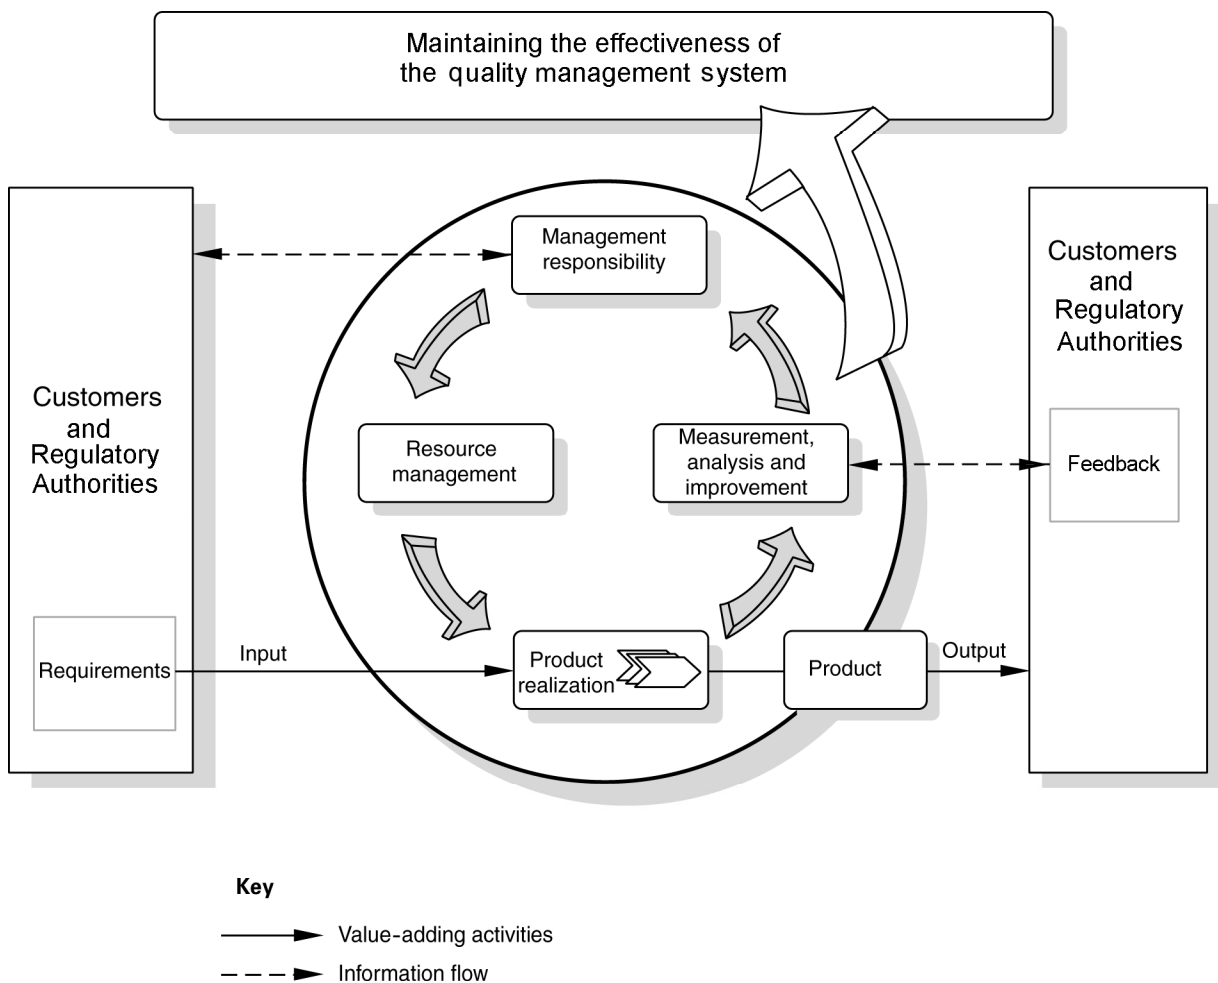 Maintaining the effectiveness of
the quality management system
Customers
and
Regulatory
Authorities
Requirements
Input
Management
responsibility
Resource
management
Measurement,
analysis and
improvement
Product
realization
Product
Output
Customers
and
Regulatory
Authorities
Feedback
Key
Value-adding activities
Information flow